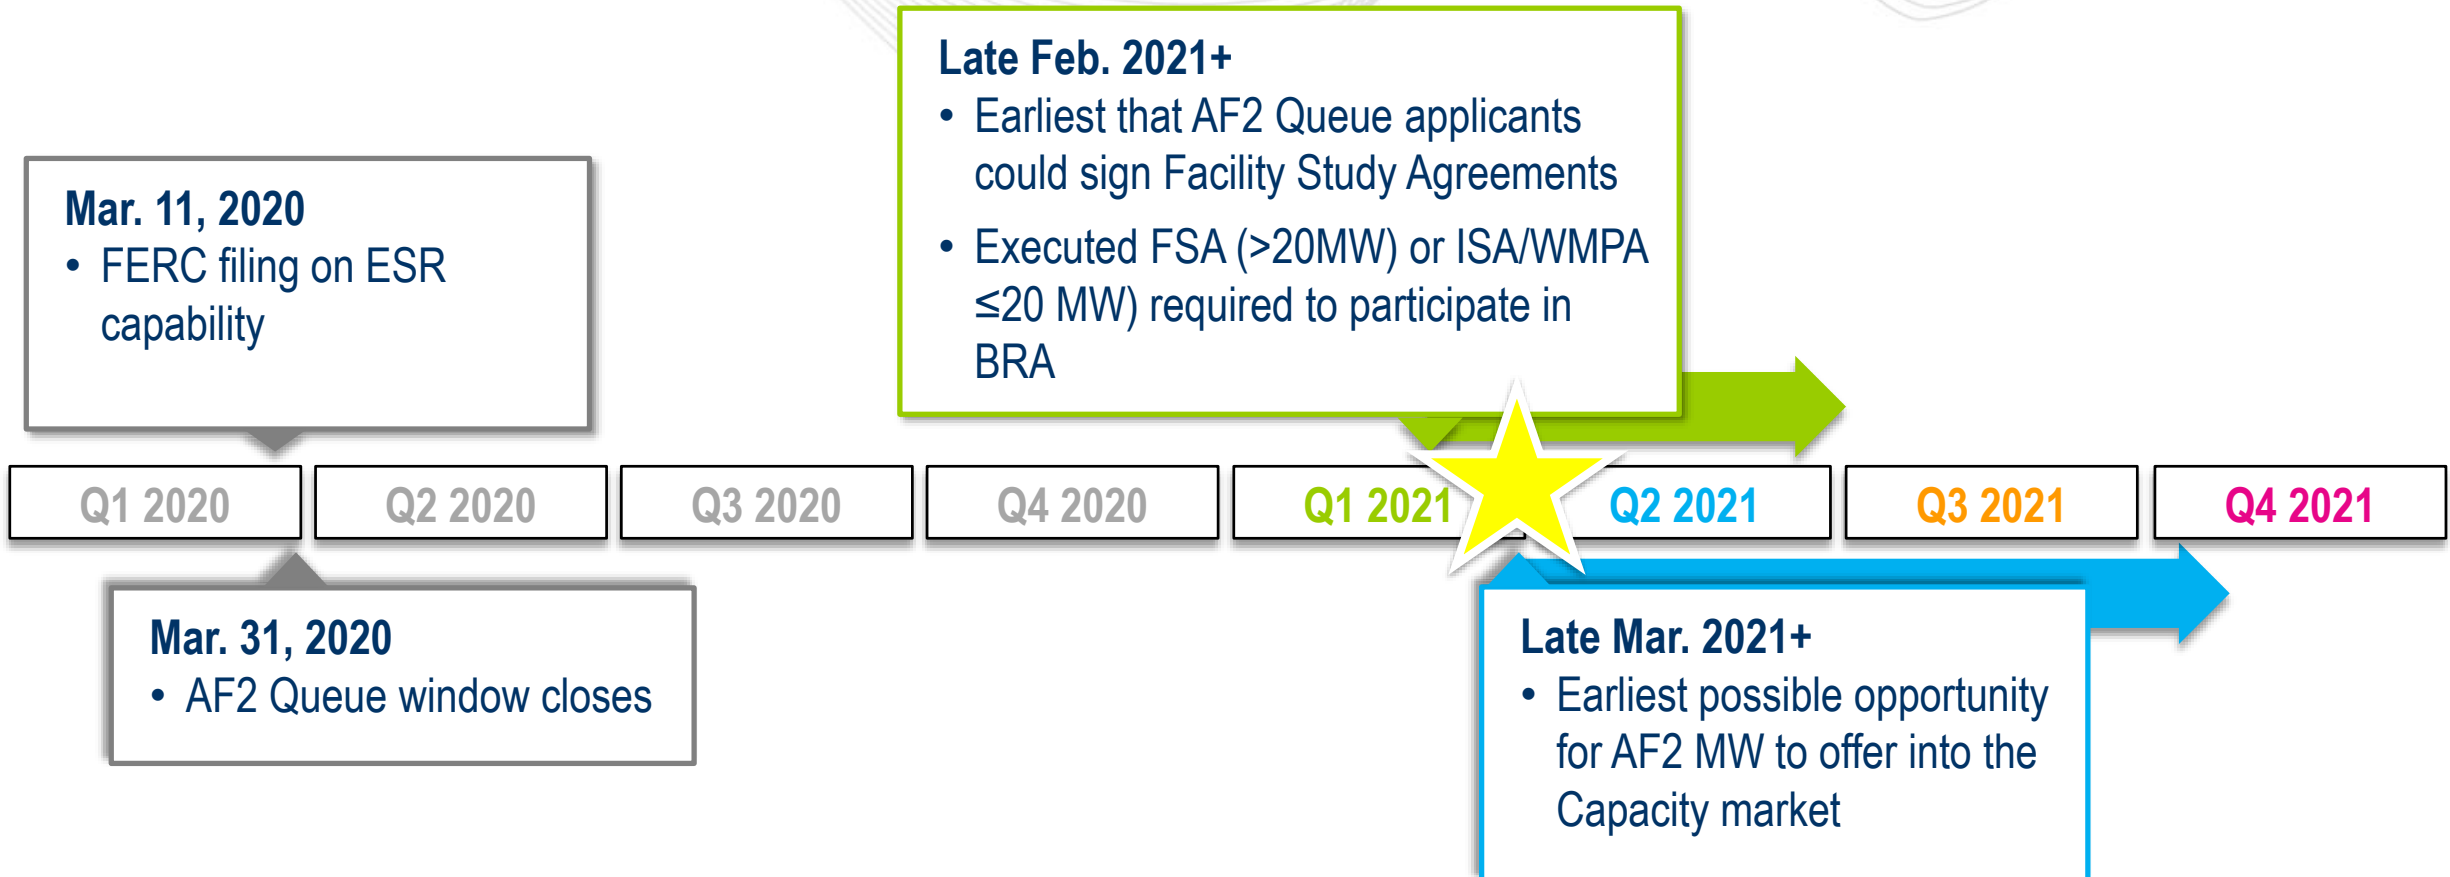 Late Feb. 2021+
• Earliest that AF2 Queue applicants
could sign Facility Study Agreements
• Executed FSA (>20MW) or ISA/WMPA
≤20 MW) required to participate in
BRA
Mar. 11, 2020
• FERC filing on ESR
capability
Q1 2020
Q2 2020
Q3 2020
Q4 2020
Q1 2021
Q2 2021
Q3 2021
Q4 2021
Mar. 31, 2020
• AF2 Queue window closes
Late Mar. 2021+
• Earliest possible opportunity
for AF2 MW to offer into the
Capacity market